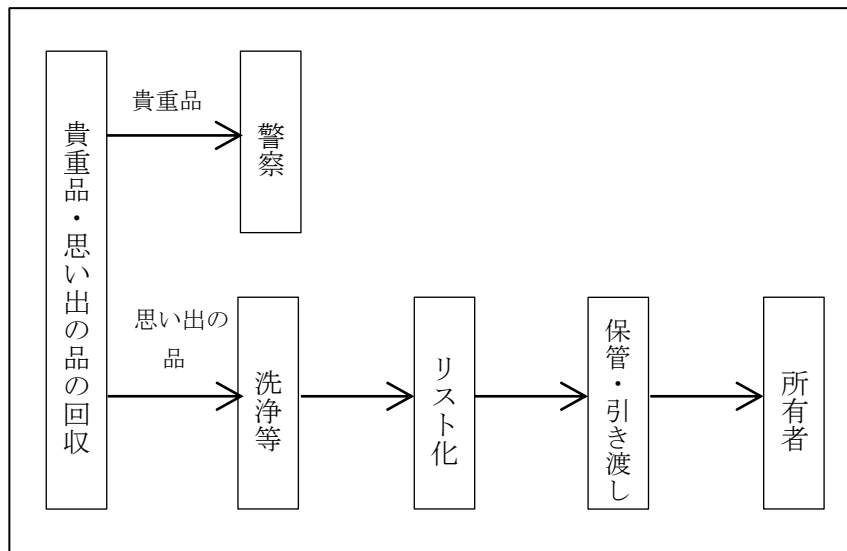 貴重品・思い出の品の回収
貴重品
警察
思い出の
品
洗浄等
リスト化
保管・引き渡し
所有者